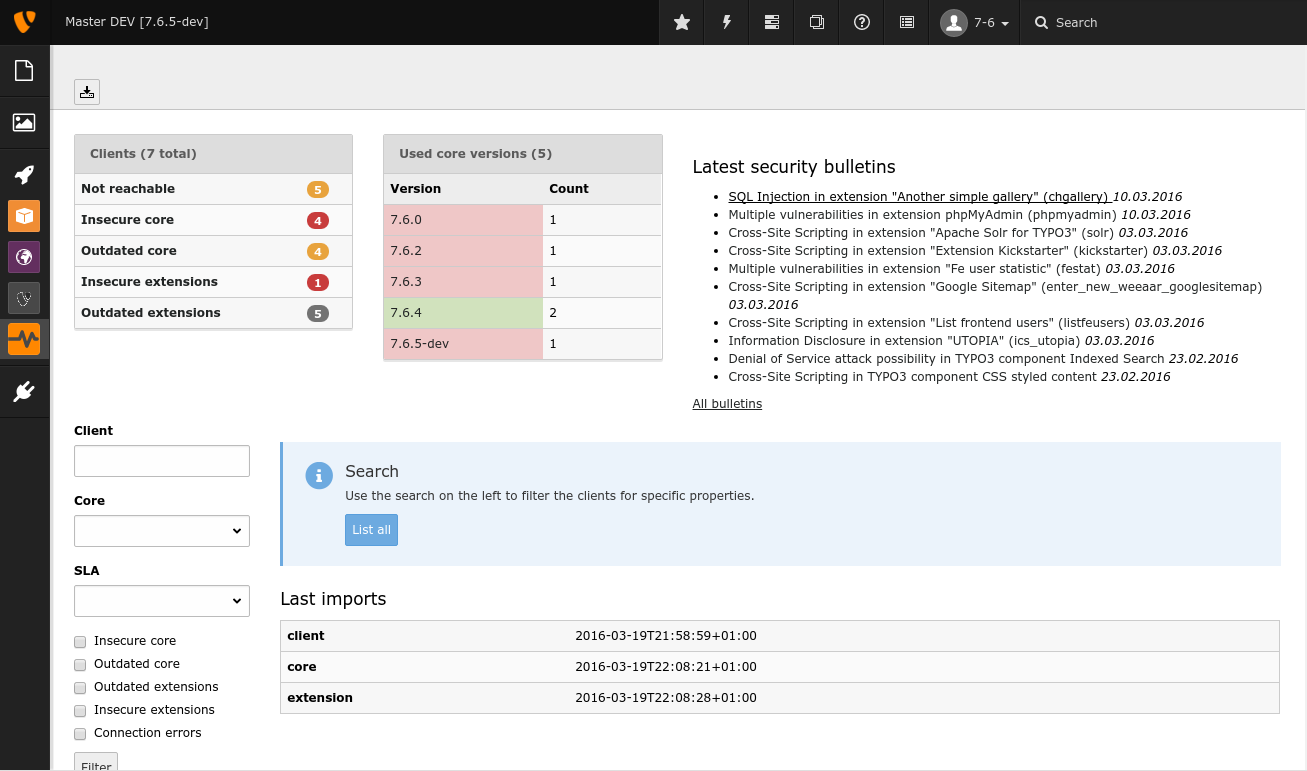 Master DEV [7.6.5-dev]
7-6
Search
Clients (7 total)
Not reachable 5
Insecure core 4
Outdated core 4
Insecure extensions 1
Outdated extensions 5
Used core versions (5)
Version Count
7.6.0 1
7.6.2 1
7.6.3 1
7.6.4 2
7.6.5-dev 1
Latest security bulletins
SQL Injection in extension "Another simple gallery" (chgallery) 10.03.2016
Multiple vulnerabilities in extension phpMyAdmin (phpmyadmin) 10.03.2016
Cross-Site Scripting in extension "Apache Solr for TYPO3" (solr) 03.03.2016
Cross-Site Scripting in extension "Extension Kickstarter" (kickstarter) 03.03.2016
Multiple vulnerabilities in extension "Fe user statistic" (festat) 03.03.2016
Cross-Site Scripting in extension "Google Sitemap" (enter_new_weeaar_googlesitemap)
03.03.2016
Cross-Site Scripting in extension "List frontend users" (listfeusers) 03.03.2016
Information Disclosure in extension "UTOPIA" (ics_utopia) 03.03.2016
Denial of Service attack possibility in TYPO3 component Indexed Search 23.02.2016
Cross-Site Scripting in TYPO3 component CSS styled content 23.02.2016
All bulletins
Client
Core
SLA
Insecure core
Outdated core
Outdated extensions
Insecure extensions
Connection errors
Filter
Search
Use the search on the left to filter the clients for specific properties.
List all
Last imports
client 2016-03-19T21:58:59+01:00
core 2016-03-19T22:08:21+01:00
extension 2016-03-19T22:08:28+01:00